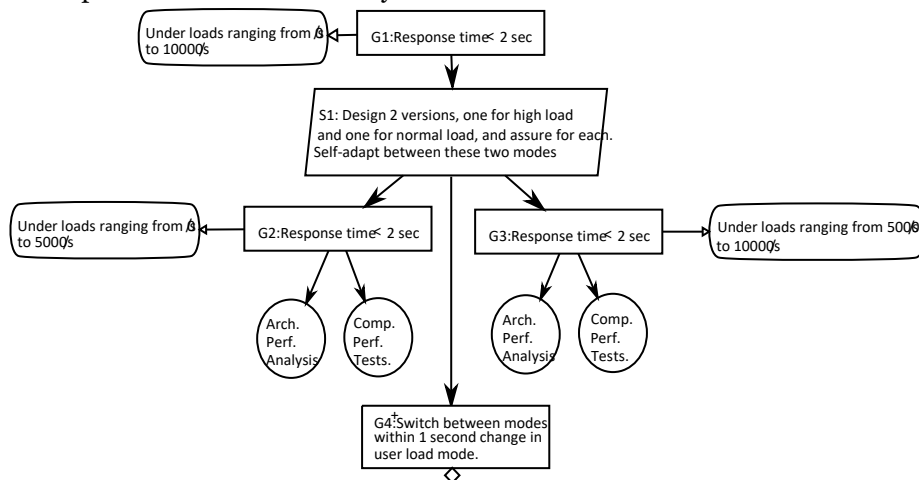 Under loads ranging from /s
to 10000/s
G1:Response time< 2 sec
S1: Design 2 versions, one for high load
and one for normal load, and assure for each.
Self-adapt between these two modes
Under loads ranging from /s
to 5000/s
G2:Response time< 2 sec
G3:Response time< 2 sec
Under loads ranging from 5000/s
to 10000/s
Arch.
Perf.
Analysis
Comp.
Perf.
Tests.
Arch.
Perf.
Analysis
Comp.
Perf.
Tests.
G4:Switch between modes
within 1 second change in
user load mode.